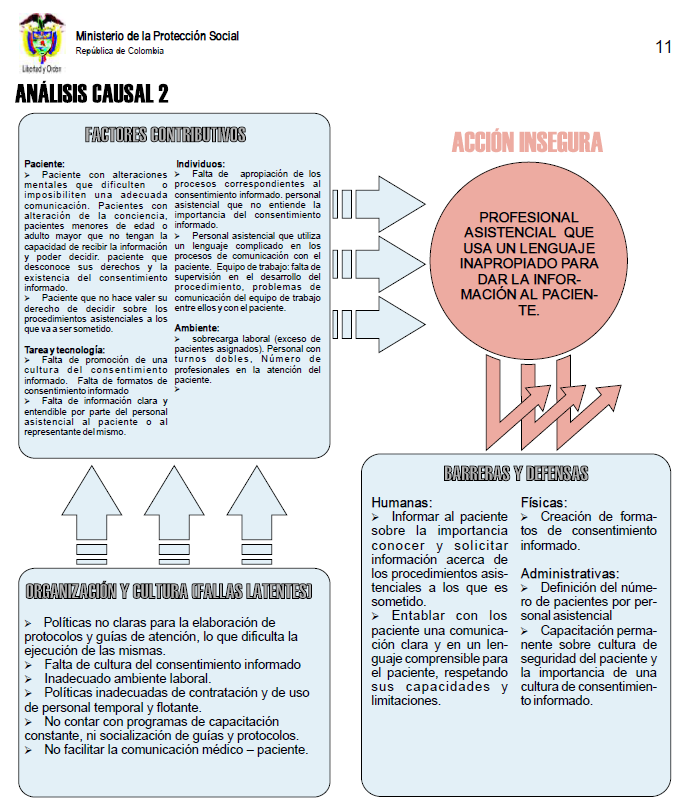 Ministerio de la Protección Social
República de Colombia
Libertad y Orden
11
ANÁLISIS CAUSAL 2
FACTORES CONTRIBUTIVOS
Paciente:
➢ Paciente con alteraciones
mentales que dificulten o
imposibiliten una adecuada
comunicación. Pacientes con
alteración de la conciencia,
pacientes menores de edad o
adulto mayor que no tengan la
capacidad de recibir la información
y poder decidir. paciente que
desconoce sus derechos y la
existencia del consentimiento
informado.
➢ Paciente que no hace valer su
derecho de decidir sobre los
procedimientos asistenciales a los
que va a ser sometido.
Tarea y tecnología:
➢ Falta de promoción de una
cultura del consentimiento
informado. Falta de formatos de
consentimiento informado
➢ Falta de información clara y
entendible por parte del personal
asistencial al paciente o al
representante del mismo.
Individuos:
➢ Falta de apropiación de los
procesos correspondientes al
consentimiento informado. personal
asistencial que no entiende la
importancia del consentimiento
informado.
➢ Personal asistencial que utiliza
un lenguaje complicado en los
procesos de comunicación con el
paciente. Equipo de trabajo: falta de
supervisión en el desarrollo del
procedimiento, problemas de
comunicación del equipo de trabajo
entre ellos y con el paciente.
Ambiente:
➢ sobrecarga laboral (exceso de
pacientes asignados). Personal con
turnos dobles, Número de
profesionales en la atención del
paciente.
➢
ACCIÓN INSEGURA
PROFESIONAL
ASISTENCIAL QUE
USA UN LENGUAJE
INAPROPIADO PARA
DAR LA INFOR-
MACIÓN AL PACIEN-
TE.
ORGANIZACIÓN Y CULTURA (FALLAS LATENTES)
➢ Políticas no claras para la elaboración de
protocolos y guías de atención, lo que dificulta la
ejecución de las mismas.
➢ Falta de cultura del consentimiento informado
➢ Inadecuado ambiente laboral.
➢ Políticas inadecuadas de contratación y de uso
de personal temporal y flotante.
➢ No contar con programas de capacitación
constante, ni socialización de guías y protocolos.
➢ No facilitar la comunicación médico – paciente.
BARRERAS Y DEFENSAS
Humanas:
➢ Informar al paciente
sobre la importancia
conocer y solicitar
información acerca de
los procedimientos asis-
tenciales a los que es
sometido.
➢ Entablar con los
paciente una comunica-
ción clara y en un len-
guaje comprensible para
el paciente, respetando
sus capacidades y
limitaciones.
Físicas:
➢ Creación de forma-
tos de consentimiento
informado.
Administrativas:
➢ Definición del núme-
ro de pacientes por per-
sonal asistencial
➢ Capacitación perma-
nente sobre cultura de
seguridad del paciente y
la importancia de una
cultura de consentimien-
to informado.